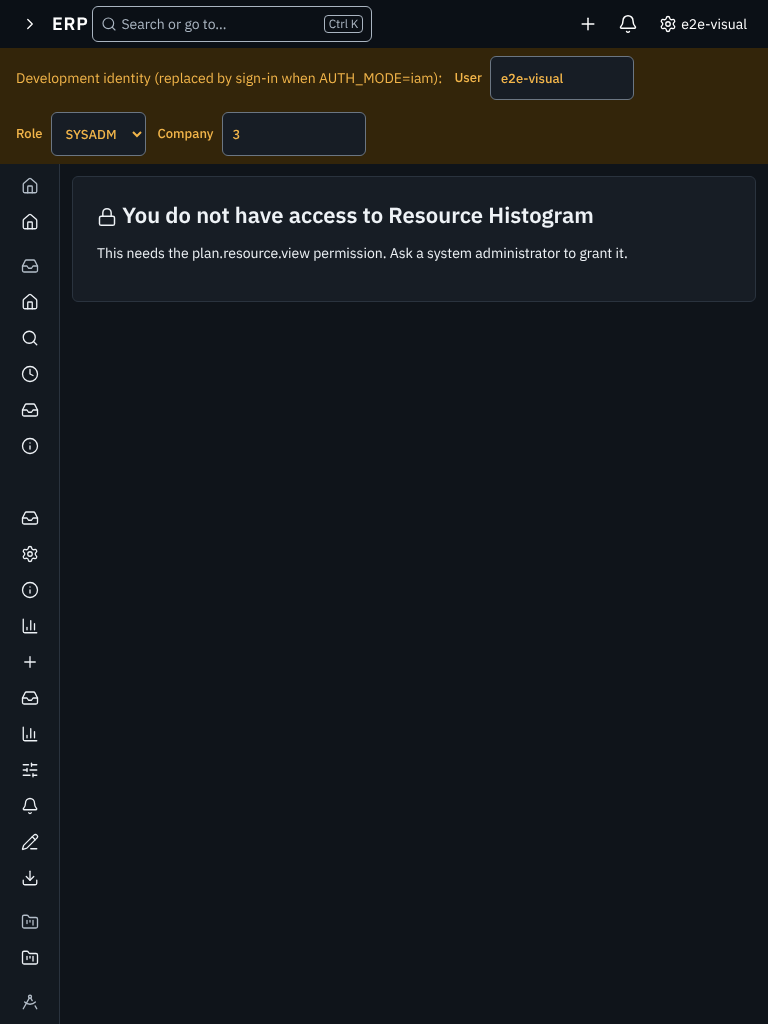 ERP
Search or go to...
Ctrl K
e2e-visual
Development identity (replaced by sign-in when AUTH_MODE=iam):
User
e2e-visual
Role
SYSADM
Company
3
You do not have access to Resource Histogram
This needs the plan.resource.view permission. Ask a system administrator to grant it.